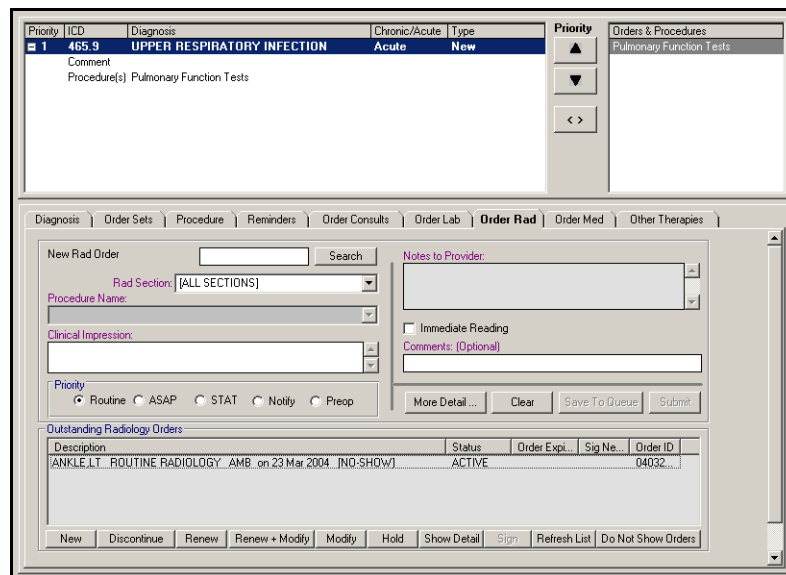 Priority ICD Diagnosis Chronic/Acute Type
1 465.9 UPPER RESPIRATORY INFECTION Acute New
Comment
Procedure(s) Pulmonary Function Tests
Priority
< >
Orders & Procedures
Pulmonary Function Tests
Diagnosis Order Sets Procedure Reminders Order Consults Order Lab Order Rad Order Med Other Therapies
New Rad Order Search
Rad Section: [ALL SECTIONS]
Procedure Name:
Clinical Impression:
Priority
Routine ASAP STAT Notify Preop
Notes to Provider:
Immediate Reading
Comments: (Optional)
More Detail ... Clear Save To Queue Submit
Outstanding Radiology Orders
Description Status Order Expi... Sig Ne... Order ID
ANKLE,LT ROUTINE RADIOLOGY AMB on 23 Mar 2004 [NO-SHOW] ACTIVE 04032...
New Discontinue Renew Renew + Modify Modify Hold Show Detail Sign Refresh List Do Not Show Orders